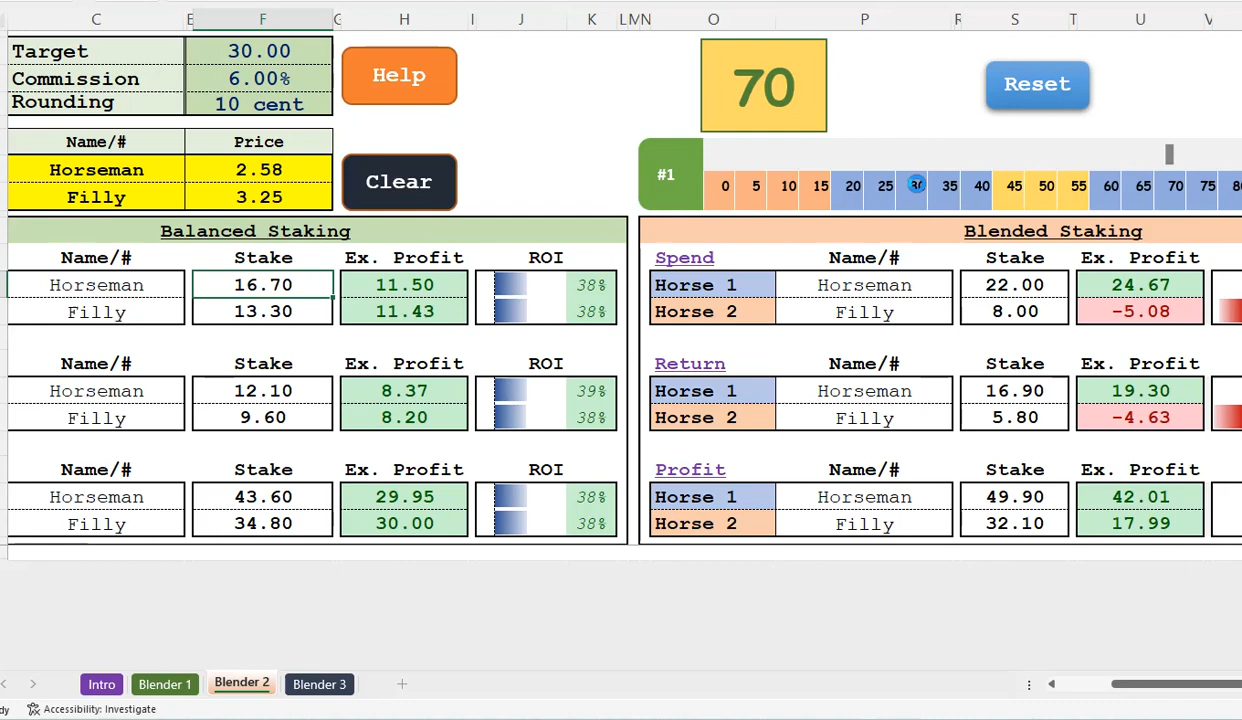 C E F G H I J K L M N O P R S T U V
Target 30.00
Commission 6.00%
Rounding 10 cent
Help
70
Reset
Name/# Price
Horseman 2.58
Filly 3.25
Clear
#1
0 5 10 15 20 25 30 35 40 45 50 55 60 65 70 75 80
Balanced Staking
Name/# Stake Ex. Profit ROI
Horseman 16.70 11.50 38%
Filly 13.30 11.43 38%
Name/# Stake Ex. Profit ROI
Horseman 12.10 8.37 39%
Filly 9.60 8.20 38%
Name/# Stake Ex. Profit ROI
Horseman 43.60 29.95 38%
Filly 34.80 30.00 38%
Blended Staking
Spend Name/# Stake Ex. Profit
Horse 1 Horseman 22.00 24.67
Horse 2 Filly 8.00 -5.08
Return Name/# Stake Ex. Profit
Horse 1 Horseman 16.90 19.30
Horse 2 Filly 5.80 -4.63
Profit Name/# Stake Ex. Profit
Horse 1 Horseman 49.90 42.01
Horse 2 Filly 32.10 17.99
Intro Blender 1 Blender 2 Blender 3
dy Accessibility: Investigate